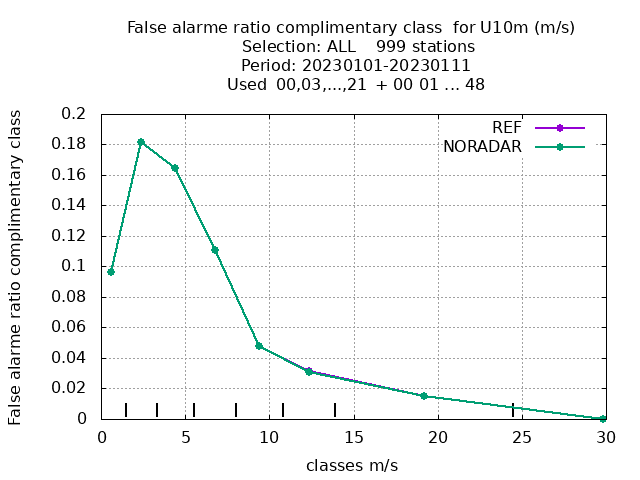 False alarme ratio complimentary class  for U10m (m/s)
Selection: ALL    999 stations
Period: 20230101-20230111
Used  00,03,...,21  + 00 01 ... 48
False alarme ratio complimentary class
0.2
0.18
0.16
0.14
0.12
0.1
0.08
0.06
0.04
0.02
0
REF
NORADAR
0 5 10 15 20 25 30
classes m/s